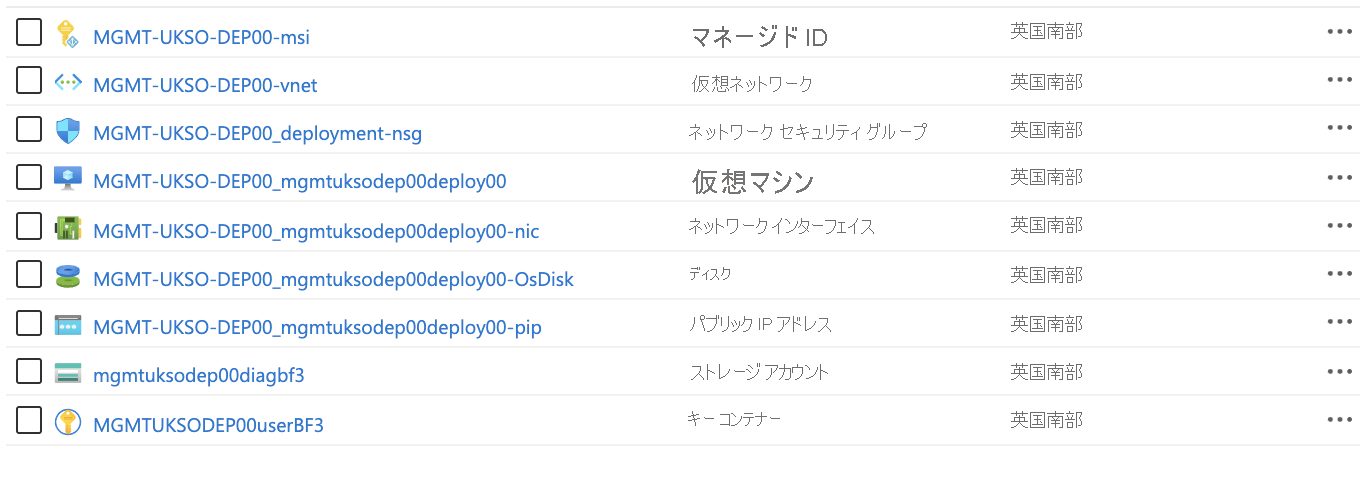 MGMT-UKSO-DEP00-msi マネージド ID 英国南部
MGMT-UKSO-DEP00-vnet 仮想ネットワーク 英国南部
MGMT-UKSO-DEP00_deployment-nsg ネットワーク セキュリティ グループ 英国南部
MGMT-UKSO-DEP00_mgmtuksodep00deploy00 仮想マシン 英国南部
MGMT-UKSO-DEP00_mgmtuksodep00deploy00-nic ネットワークインターフェイス 英国南部
MGMT-UKSO-DEP00_mgmtuksodep00deploy00-OsDisk ディスク 英国南部
MGMT-UKSO-DEP00_mgmtuksodep00deploy00-pip パブリック IP アドレス 英国南部
mgmtuksodep00diagbf3 ストレージ アカウント 英国南部
MGMTUKSODEP00userBF3 キー コンテナー 英国南部